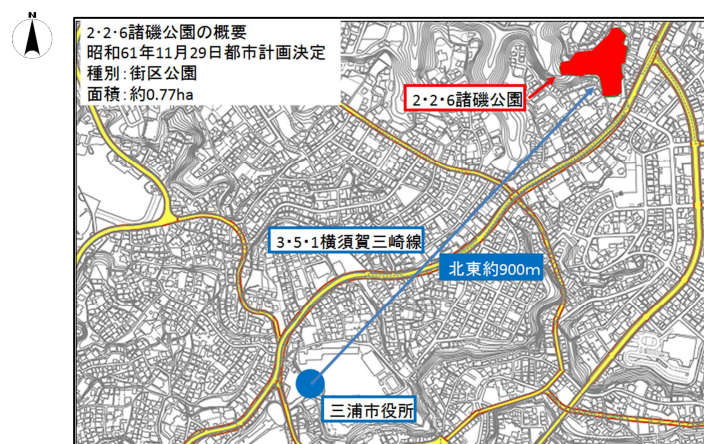 N
2・2・6諸磯公園の概要
昭和61年11月29日都市計画決定
種別：街区公園
面積：約0.77ha
2・2・6諸磯公園
3・5・1横須賀三崎線
北東約900m
三浦市役所